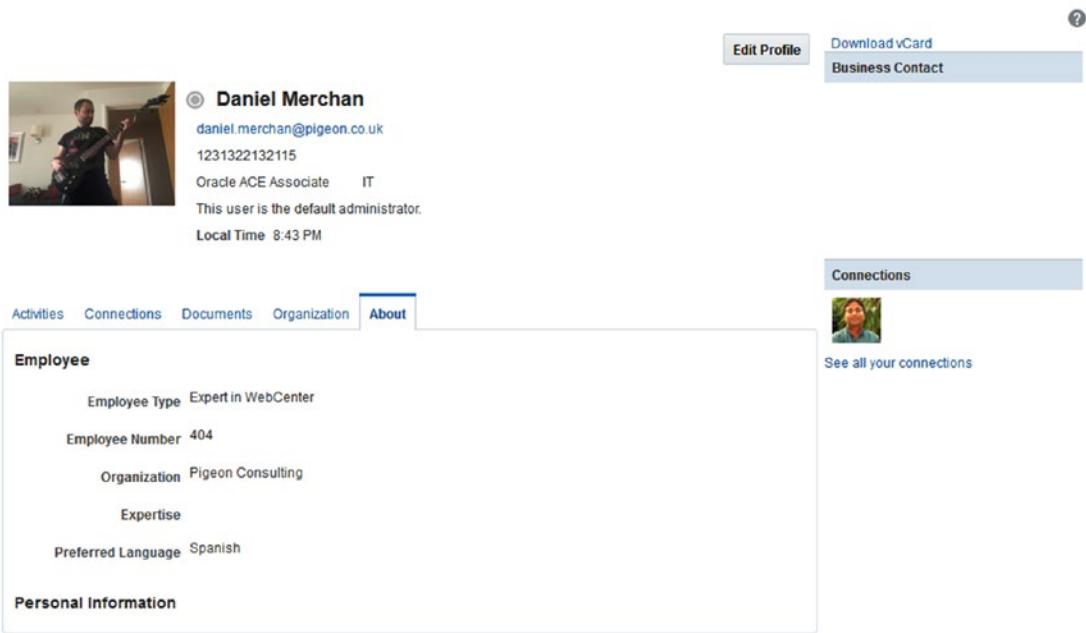 ?
Edit Profile
Download vCard
Business Contact
Daniel Merchan
daniel.merchan@pigeon.co.uk
1231322132115
Oracle ACE Associate IT
This user is the default administrator.
Local Time 8:43 PM
Connections
See all your connections
Activities Connections Documents Organization About
Employee
Employee Type Expert in WebCenter
Employee Number 404
Organization Pigeon Consulting
Expertise
Preferred Language Spanish
Personal Information